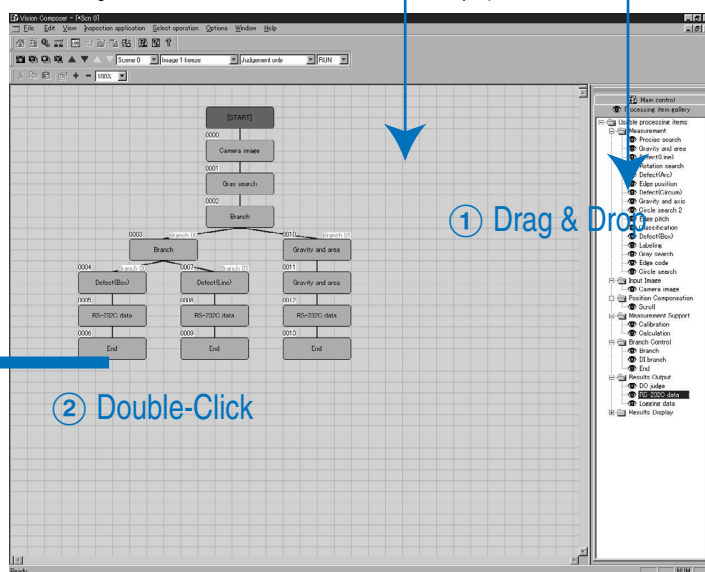 Vision Composer - [*Scn 0]
File Edit View Inspection application Select operation Options Window Help
Scene 0 Image 1 freeze Judgement only RUN
100%
[START]
0000
Camera image
0001
Gray search
0002
Branch
0003 Branch 00 0010 Branch 01
Branch Gravity and area
0004 Branch 00 0007 Branch 01 0011
Defect(Box) Defect(Line) Gravity and area
0005 0008 0012
RS-232C data RS-232C data RS-232C data
0006 0009 0013
End End End
① Drag & Drop
② Double-Click
Main control
Processing item gallery
Usable processing items
Measurement
Precise search
Gravity and area
Defect(Line)
Rotation search
Defect(Arc)
Edge position
Defect(Circum)
Gravity and axis
Circle search 2
Edge pitch
Classification
Defect(Box)
Labeling
Gray search
Edge code
Circle search
Input Image
Camera image
Position Compensation
Scroll
Measurement Support
Calibration
Calculation
Branch Control
Branch
DI branch
End
Results Output
DO judge
RS-232C data
Logging data
Results Display
Ready NUM